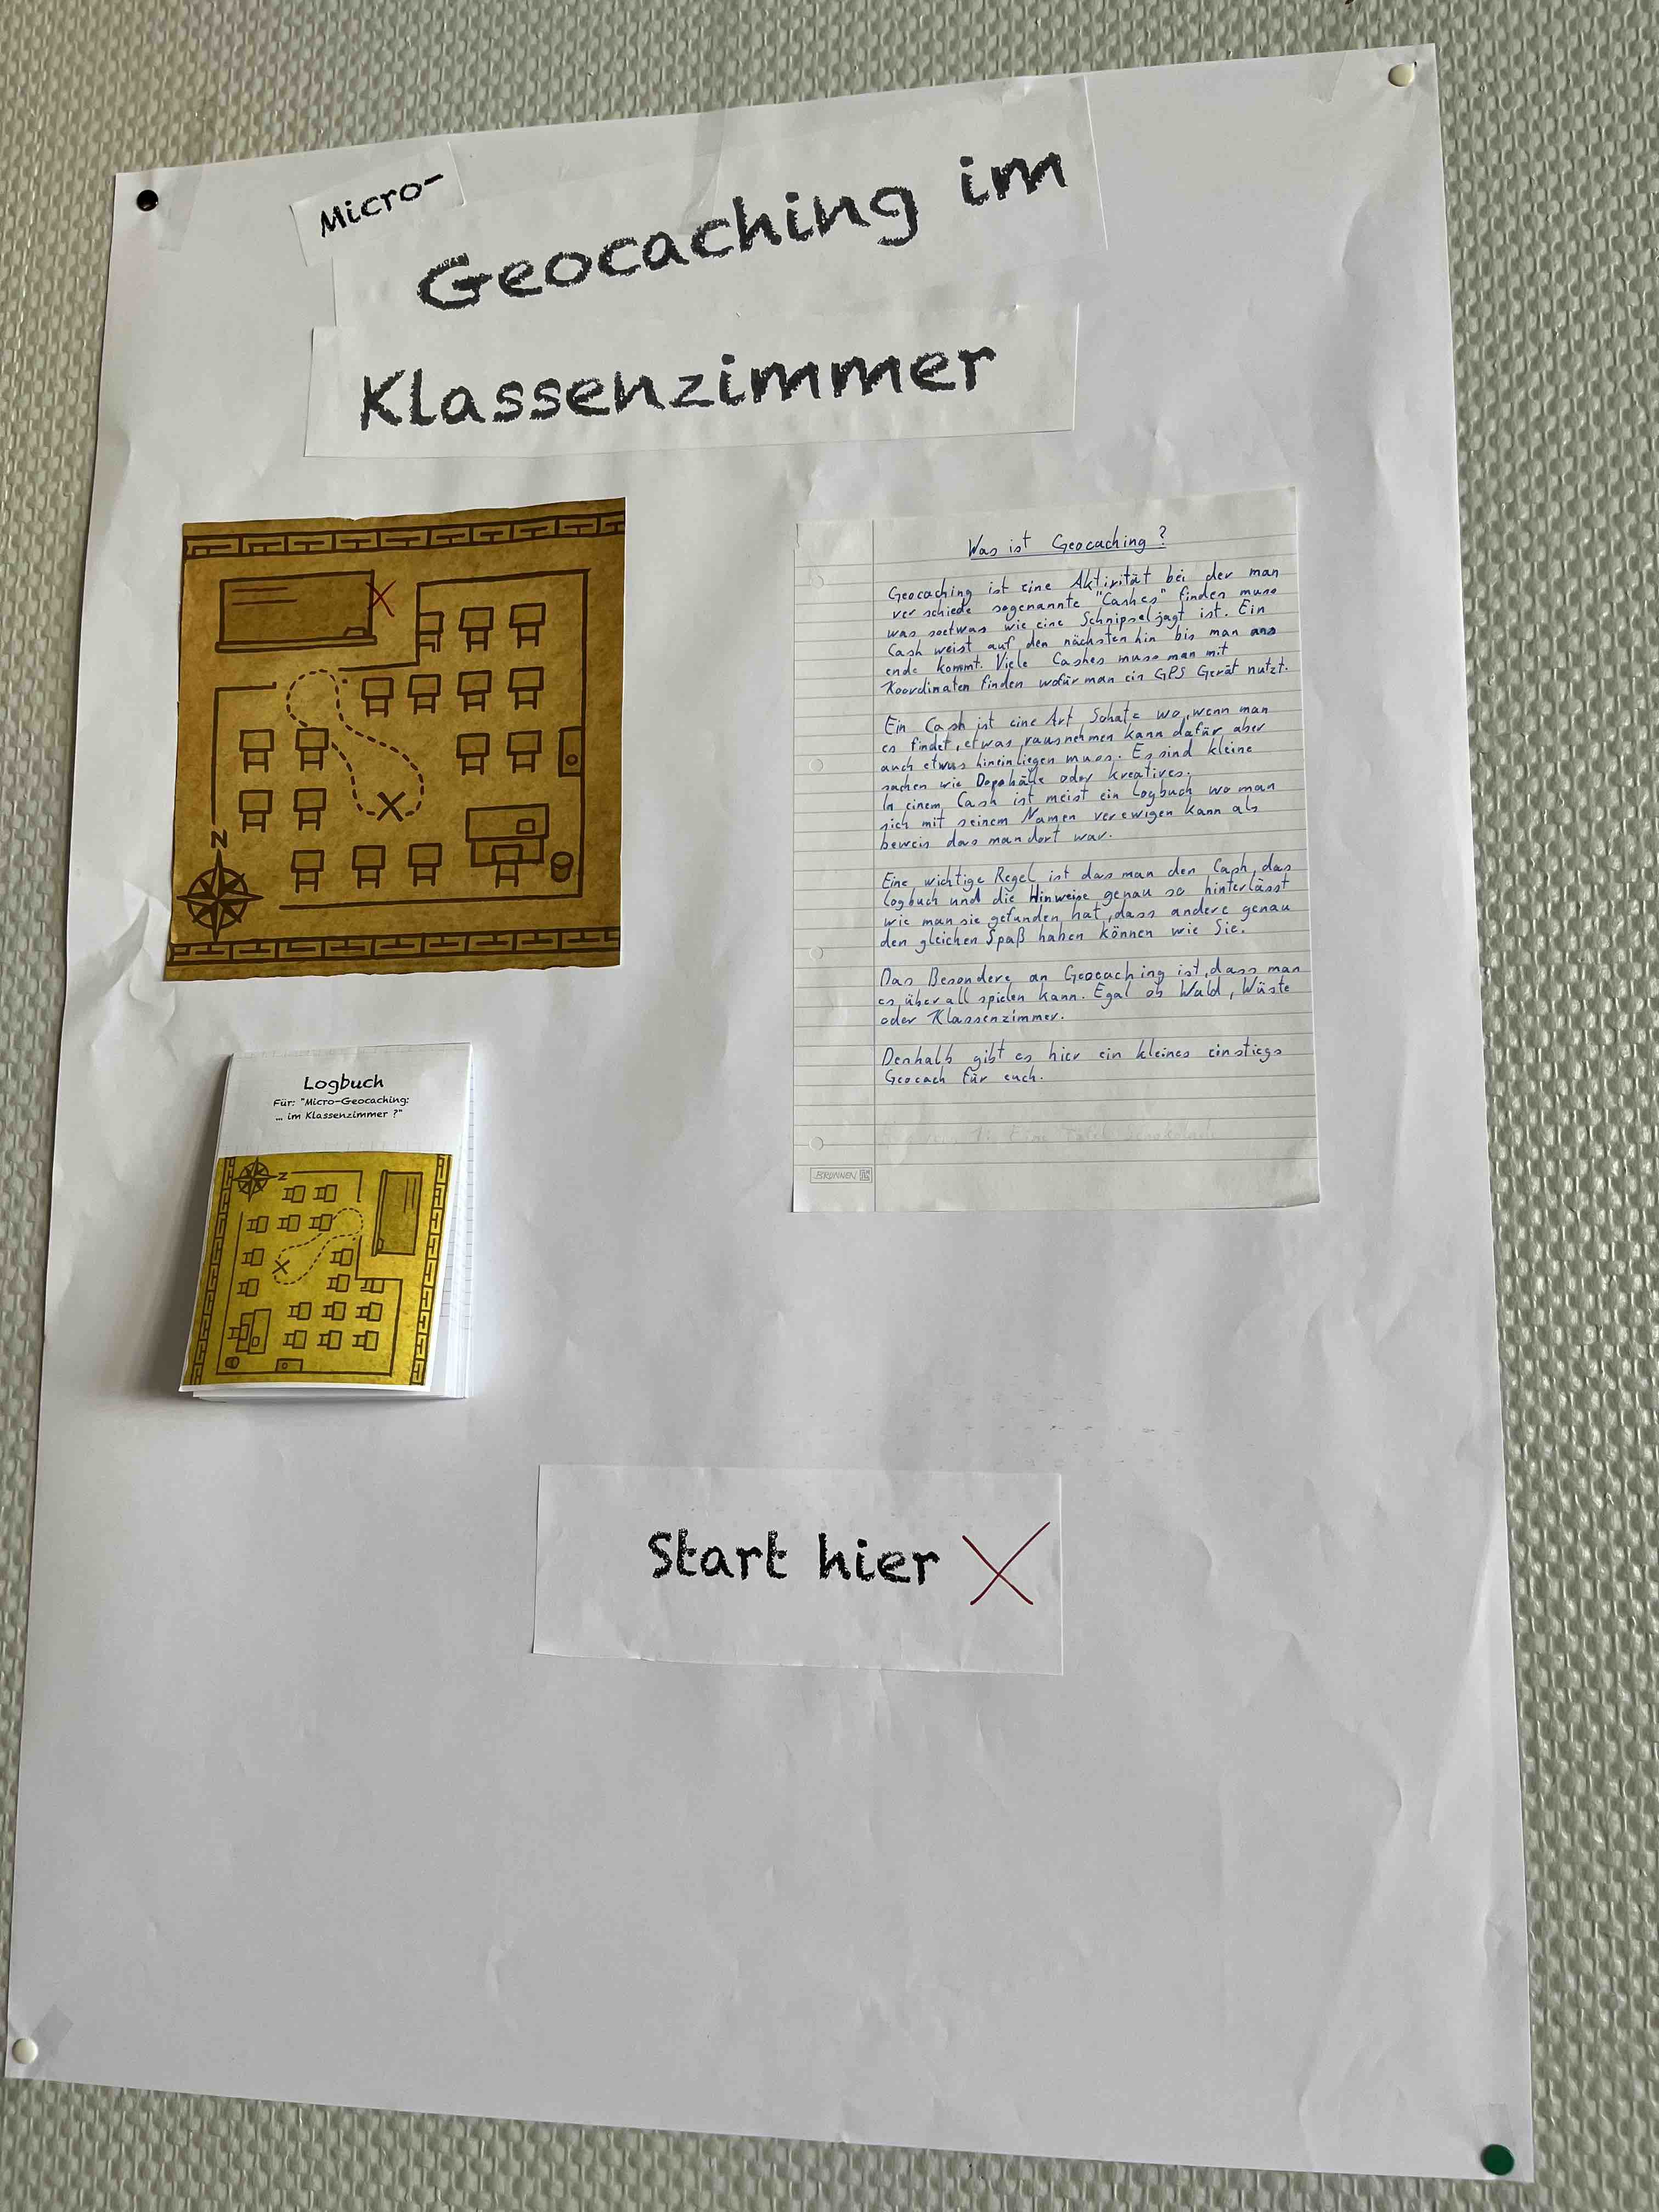 Micro-
Geocaching im
Klassenzimmer
Was ist Geocaching?
Geocaching ist eine Aktivität bei der man
verschiede sogenannte "Cashes" finden muss
was soetwas wie eine Schnipseljagt ist. Ein
Cash weist auf den nächsten hin bis man ans
ende kommt. Viele Cashes muss man mit
Koordinaten finden wofür man ein GPS Gerät nutzt.
Ein Cash ist eine Art Schatz wo, wenn man
es findet, etwas rausnehmen kann dafür aber
auch etwas hineinliegen muss. Es sind kleine
sachen wie oder kreatives.
In einem Cash ist meist ein Logbuch wo man
sich mit seinem Namen verewigen kann als
beweis das man dort war.
Eine wichtige Regel ist das man den Cash, das
Logbuch und die Hinweise genau so hinterlässt
wie man sie gefunden hat, dass andere genau
den gleichen Spaß haben können wie Sie.
Das Besondere an Geocaching ist, dass man
es überall spielen kann. Egal ob Wald, Wüste
oder Klassenzimmer.
Deshalb gibt es hier ein kleines einstiegs
Geocach für euch.
BRUNNEN
N
Logbuch
Für: "Micro-Geocaching:
... im Klassenzimmer ?"
N
Start hier X